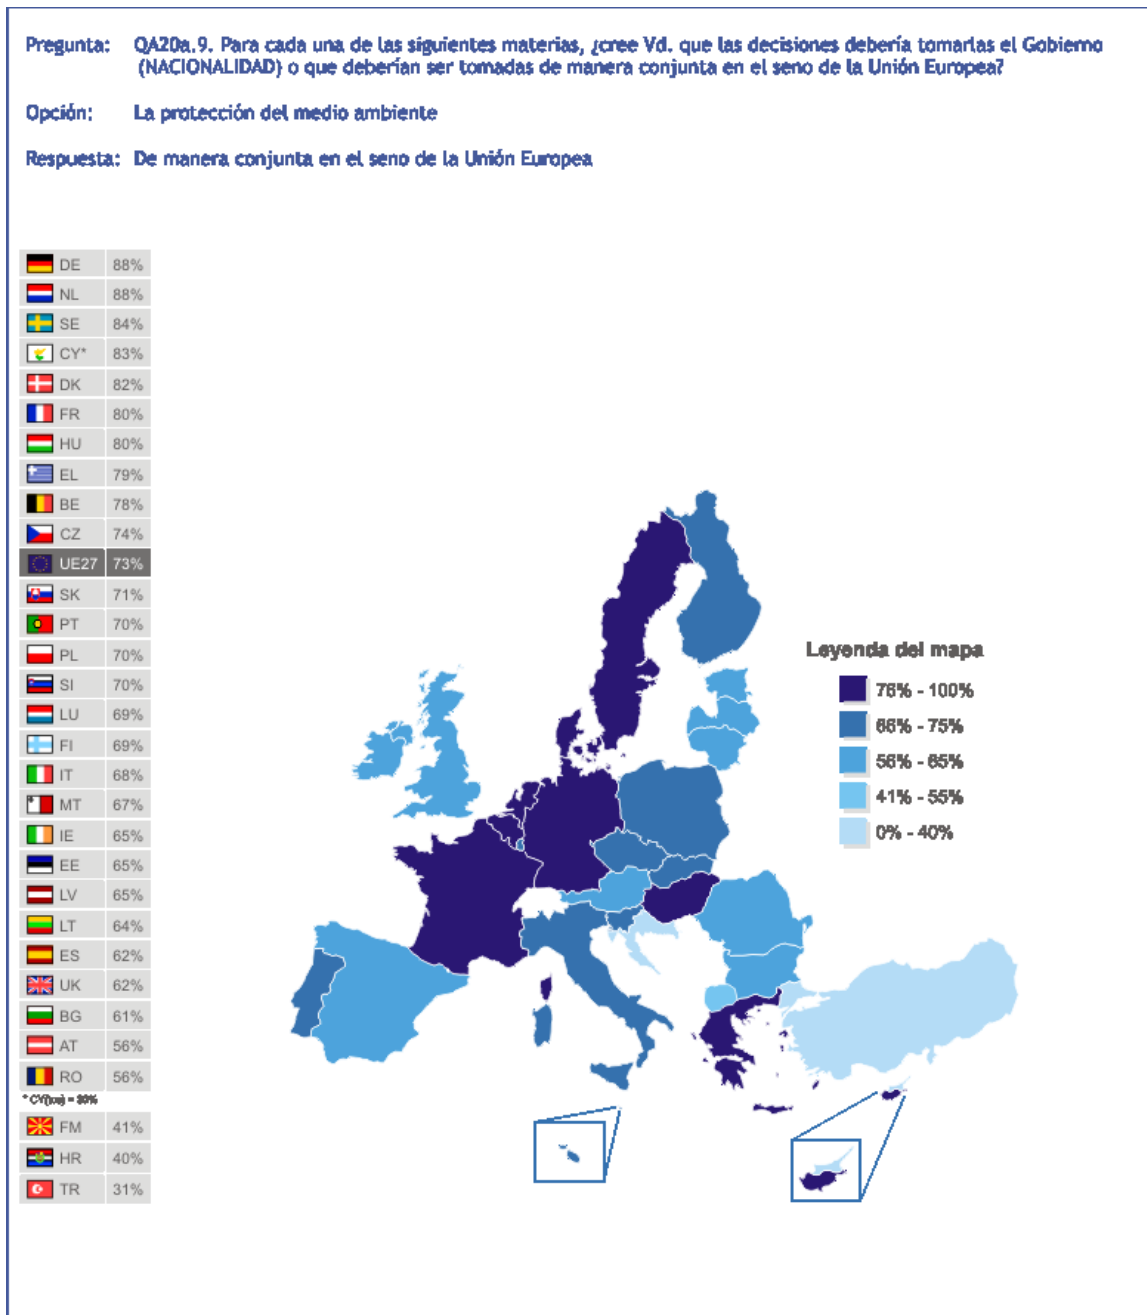 Pregunta: QA20a.9. Para cada una de las siguientes materias, ¿cree Vd. que las decisiones debería tomarlas el Gobierno
(NACIONALIDAD) o que deberían ser tomadas de manera conjunta en el seno de la Unión Europea?
Opción: La protección del medio ambiente
Respuesta: De manera conjunta en el seno de la Unión Europea
DE 88%
NL 88%
SE 84%
CY* 83%
DK 82%
FR 80%
HU 80%
EL 79%
BE 78%
CZ 74%
UE27 73%
SK 71%
PT 70%
PL 70%
SI 70%
LU 69%
FI 69%
IT 68%
MT 67%
IE 65%
EE 65%
LV 65%
LT 64%
ES 62%
UK 62%
BG 61%
AT 56%
RO 56%
* CY(tcc) = 30%
FM 41%
HR 40%
TR 31%
Leyenda del mapa
76% - 100%
66% - 75%
56% - 65%
41% - 55%
0% - 40%